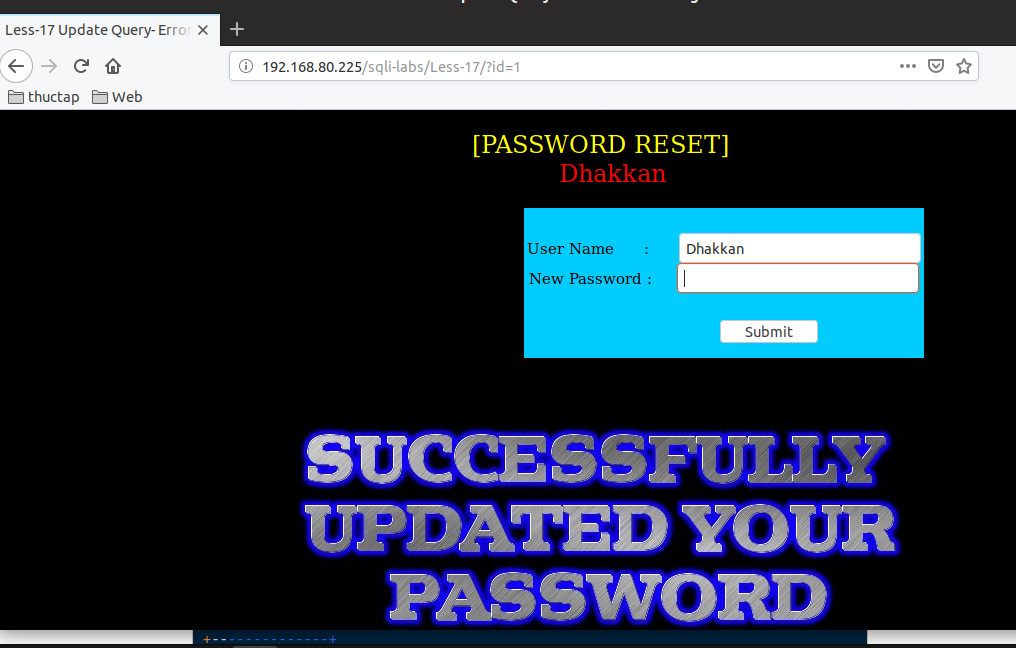 Less-17 Update Query- Erro
192.168.80.225/sqli-labs/Less-17/?id=1
thuctap Web
[PASSWORD RESET]
Dhakkan
User Name : Dhakkan
New Password :
Submit
SUCCESSFULLY
UPDATED YOUR
PASSWORD
+--------------+